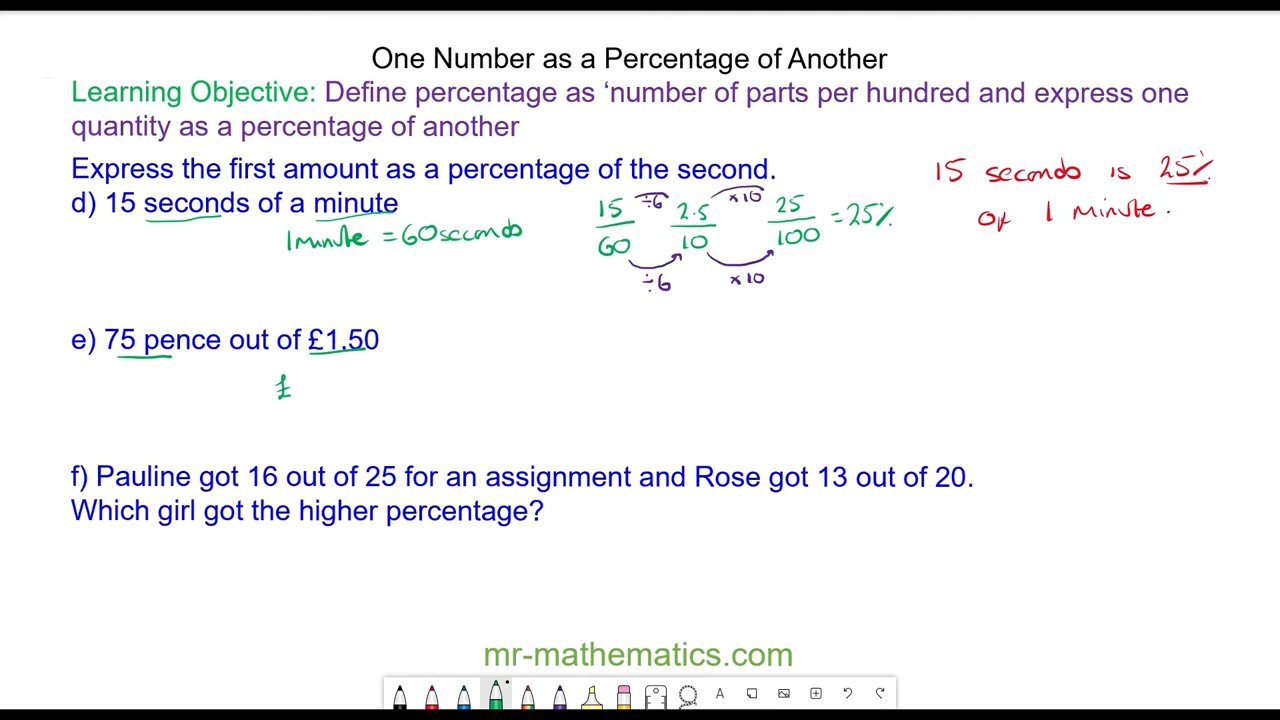 One Number as a Percentage of Another
Learning Objective: Define percentage as ‘number of parts per hundred and express one
quantity as a percentage of another
Express the first amount as a percentage of the second.
d) 15 seconds of a minute
1 minute = 60 seconds
15/60 ÷6 ÷6 2.5/10 ×10 ×10 25/100 = 25%
15 seconds is 25%
of 1 minute.
e) 75 pence out of £1.50
£
f) Pauline got 16 out of 25 for an assignment and Rose got 13 out of 20.
Which girl got the higher percentage?
mr-mathematics.com
A